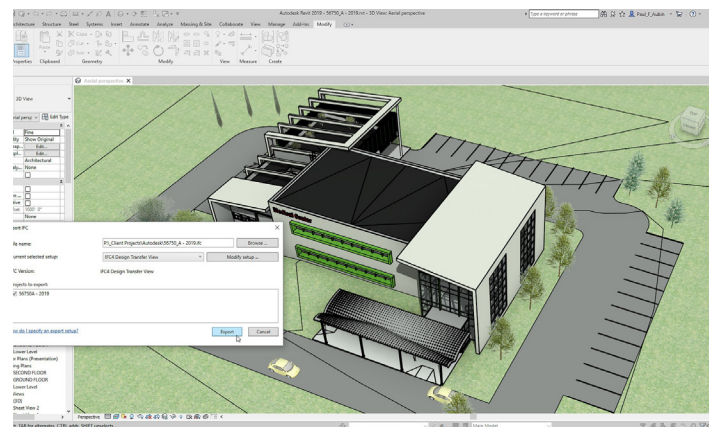 Autodesk Revit 2019 - 56750_A - 2019.rvt - 3D View: Aerial perspective
Type a keyword or phrase
Paul_F_Aubin
Architecture Structure Steel Systems Insert Annotate Analyze Massing & Site Collaborate View Manage Add-Ins Modify
Paste
Properties Clipboard Geometry Modify View Measure Create
Aerial perspective
3D View
Edit Type
Fine
Show Original
Edit...
Edit...
Architectural
None
None
Medical Center
File name: P:\_Client Projects\Autodesk\56750_A - 2019.ifc Browse ...
Current selected setup: IFC4 Design Transfer View Modify setup ...
IFC Version: IFC4 Design Transfer View
Projects to export:
56750A - 2019
How do I specify an export setup?
Export Cancel
Lower Level
SECOND FLOOR
GROUND FLOOR
Lower Level
(3D)
Sheet View 2
Perspective
Main Model